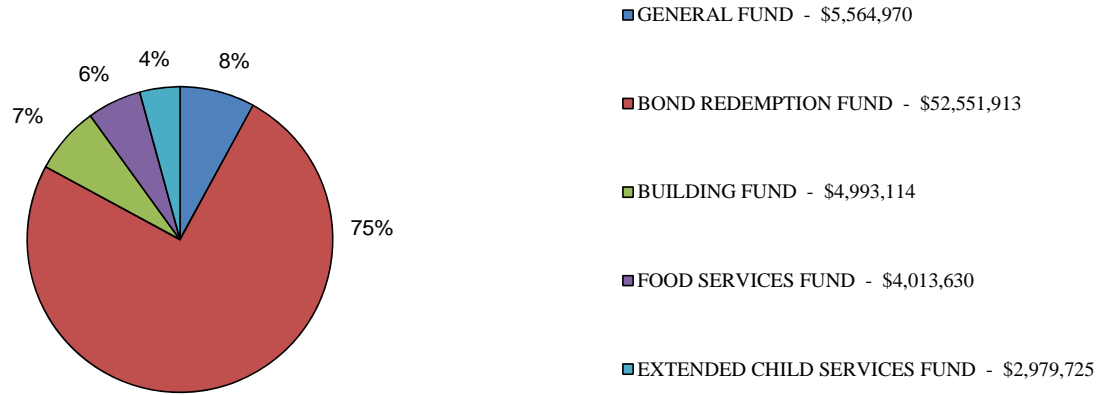 GENERAL FUND - $5,564,970
4%
8%
6%
BOND REDEMPTION FUND - $52,551,913
7%
BUILDING FUND - $4,993,114
75%
FOOD SERVICES FUND - $4,013,630
EXTENDED CHILD SERVICES FUND - $2,979,725